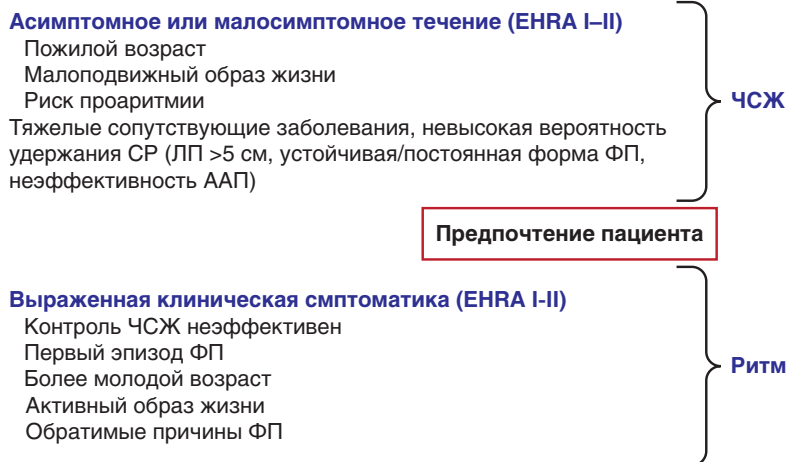 Асимптомное или малосимптомное течение (EHRA I–II)
Пожилой возраст
Малоподвижный образ жизни
Риск проаритмии
Тяжелые сопутствующие заболевания, невысокая вероятность
удержания СР (ЛП >5 см, устойчивая/постоянная форма ФП,
неэффективность ААП)
ЧСЖ
Предпочтение пациента
Выраженная клиническая смптоматика (EHRA I-II)
Контроль ЧСЖ неэффективен
Первый эпизод ФП
Более молодой возраст
Активный образ жизни
Обратимые причины ФП
Ритм